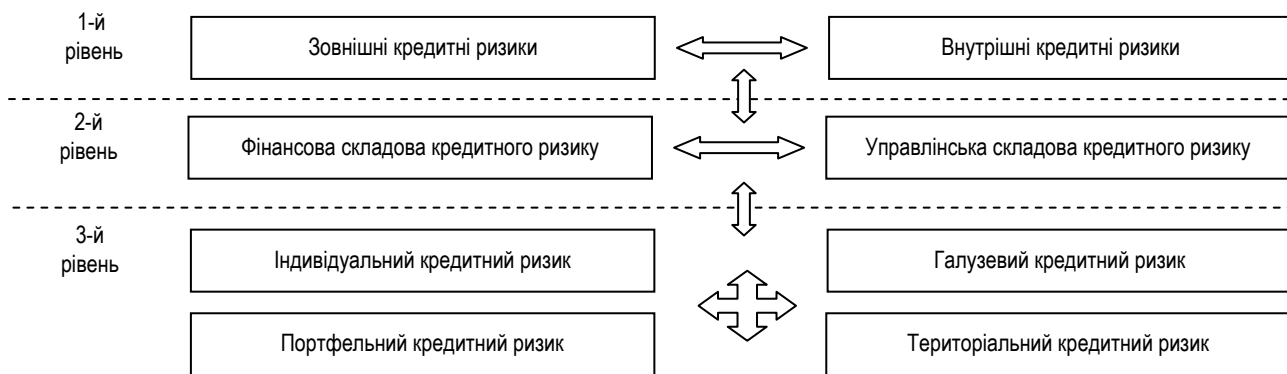 1-й
рівень
Зовнішні кредитні ризики
Внутрішні кредитні ризики
2-й
рівень
Фінансова складова кредитного ризику
Управлінська складова кредитного ризику
3-й
рівень
Індивідуальний кредитний ризик
Галузевий кредитний ризик
Портфельний кредитний ризик
Територіальний кредитний ризик